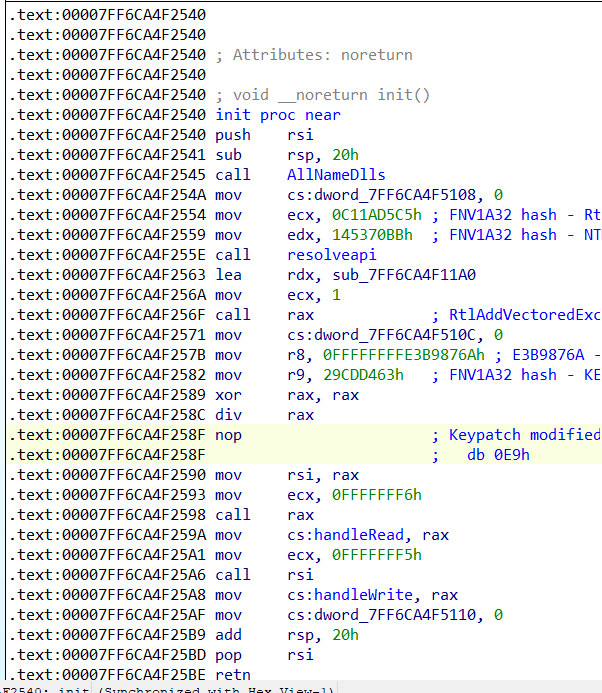 .text:00007FF6CA4F2540
.text:00007FF6CA4F2540
.text:00007FF6CA4F2540 ; Attributes: noreturn
.text:00007FF6CA4F2540
.text:00007FF6CA4F2540 ; void __noreturn init()
.text:00007FF6CA4F2540 init proc near
.text:00007FF6CA4F2540 push rsi
.text:00007FF6CA4F2541 sub rsp, 20h
.text:00007FF6CA4F2545 call AllNameDlls
.text:00007FF6CA4F254A mov cs:dword_7FF6CA4F5108, 0
.text:00007FF6CA4F2554 mov ecx, 0C11AD5C5h ; FNV1A32 hash - Rt
.text:00007FF6CA4F2559 mov edx, 145370BBh ; FNV1A32 hash - NT
.text:00007FF6CA4F255E call resolveapi
.text:00007FF6CA4F2563 lea rdx, sub_7FF6CA4F11A0
.text:00007FF6CA4F256A mov ecx, 1
.text:00007FF6CA4F256F call rax ; RtlAddVectoredExc
.text:00007FF6CA4F2571 mov cs:dword_7FF6CA4F510C, 0
.text:00007FF6CA4F257B mov r8, 0FFFFFFFFE3B9876Ah ; E3B9876A -
.text:00007FF6CA4F2582 mov r9, 29CDD463h ; FNV1A32 hash - KE
.text:00007FF6CA4F2589 xor rax, rax
.text:00007FF6CA4F258C div rax
.text:00007FF6CA4F258F nop ; Keypatch modified
.text:00007FF6CA4F258F ; db 0E9h
.text:00007FF6CA4F2590 mov rsi, rax
.text:00007FF6CA4F2593 mov ecx, 0FFFFFFF6h
.text:00007FF6CA4F2598 call rax
.text:00007FF6CA4F259A mov cs:handleRead, rax
.text:00007FF6CA4F25A1 mov ecx, 0FFFFFFF5h
.text:00007FF6CA4F25A6 call rsi
.text:00007FF6CA4F25A8 mov cs:handleWrite, rax
.text:00007FF6CA4F25AF mov cs:dword_7FF6CA4F5110, 0
.text:00007FF6CA4F25B9 add rsp, 20h
.text:00007FF6CA4F25BD pop rsi
.text:00007FF6CA4F25BE retn
F2540: init (Synchronized with Hex View-1)